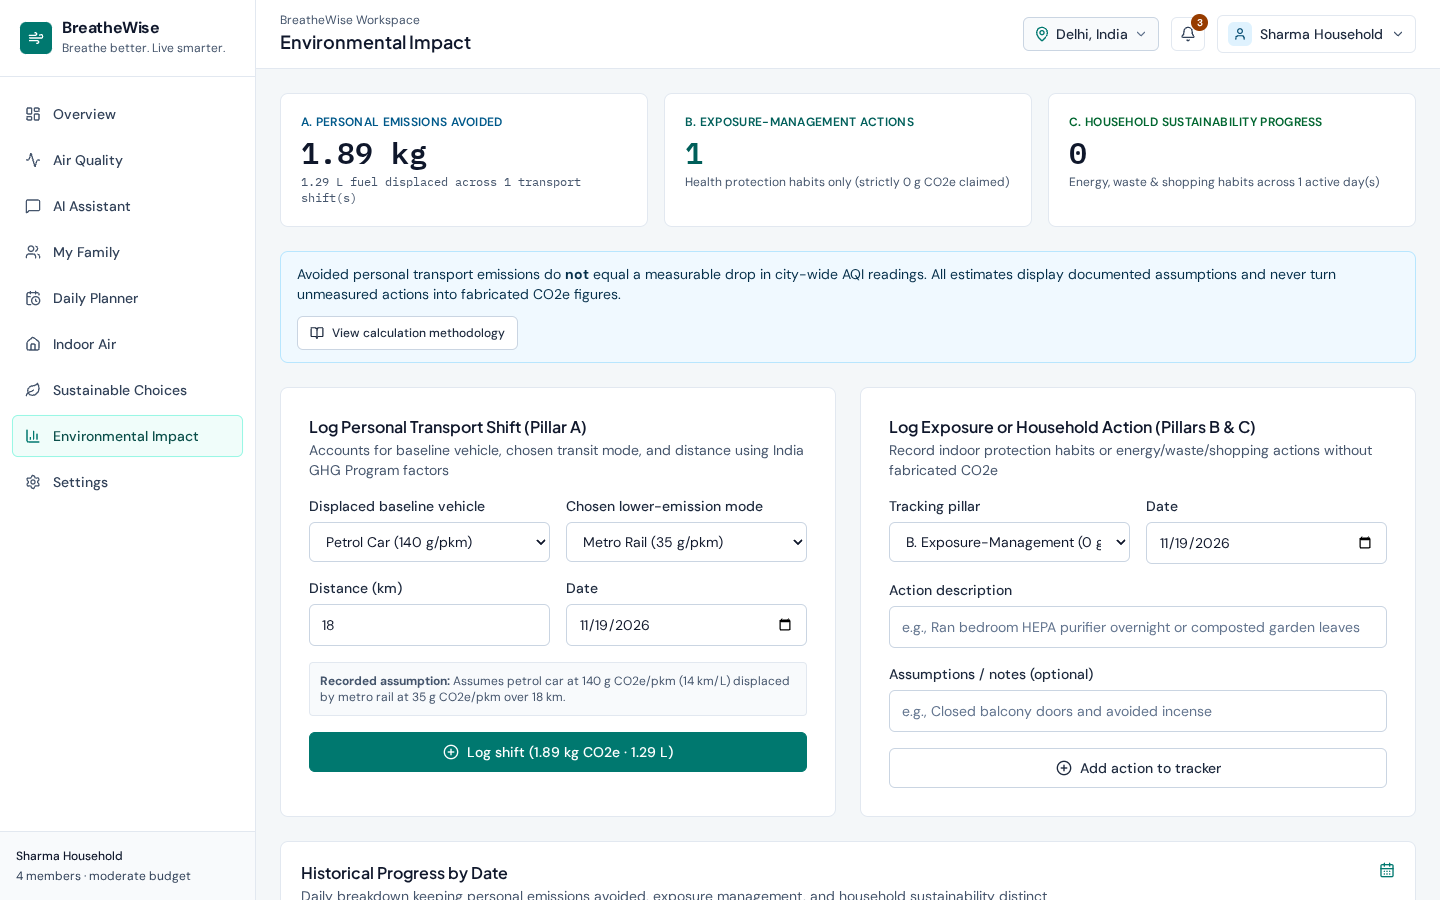 BreatheWise
Breathe better. Live smarter.
Overview
Air Quality
AI Assistant
My Family
Daily Planner
Indoor Air
Sustainable Choices
Environmental Impact
Settings
Sharma Household
4 members · moderate budget
BreatheWise Workspace
Environmental Impact
Delhi, India
3
Sharma Household
A. PERSONAL EMISSIONS AVOIDED
1.89 kg
1.29 L fuel displaced across 1 transport
shift(s)
B. EXPOSURE-MANAGEMENT ACTIONS
1
Health protection habits only (strictly 0 g CO2e claimed)
C. HOUSEHOLD SUSTAINABILITY PROGRESS
0
Energy, waste & shopping habits across 1 active day(s)
Avoided personal transport emissions do not equal a measurable drop in city-wide AQI readings. All estimates display documented assumptions and never turn
unmeasured actions into fabricated CO2e figures.
View calculation methodology
Log Personal Transport Shift (Pillar A)
Accounts for baseline vehicle, chosen transit mode, and distance using India
GHG Program factors
Displaced baseline vehicle
Chosen lower-emission mode
Petrol Car (140 g/pkm)
Metro Rail (35 g/pkm)
Distance (km)
Date
18
11/19/2026
Recorded assumption: Assumes petrol car at 140 g CO2e/pkm (14 km/L) displaced
by metro rail at 35 g CO2e/pkm over 18 km.
Log shift (1.89 kg CO2e · 1.29 L)
Log Exposure or Household Action (Pillars B & C)
Record indoor protection habits or energy/waste/shopping actions without
fabricated CO2e
Tracking pillar
Date
B. Exposure-Management (0 g
11/19/2026
Action description
e.g., Ran bedroom HEPA purifier overnight or composted garden leaves
Assumptions / notes (optional)
e.g., Closed balcony doors and avoided incense
Add action to tracker
Historical Progress by Date
Daily breakdown keeping personal emissions avoided, exposure management, and household sustainability distinct